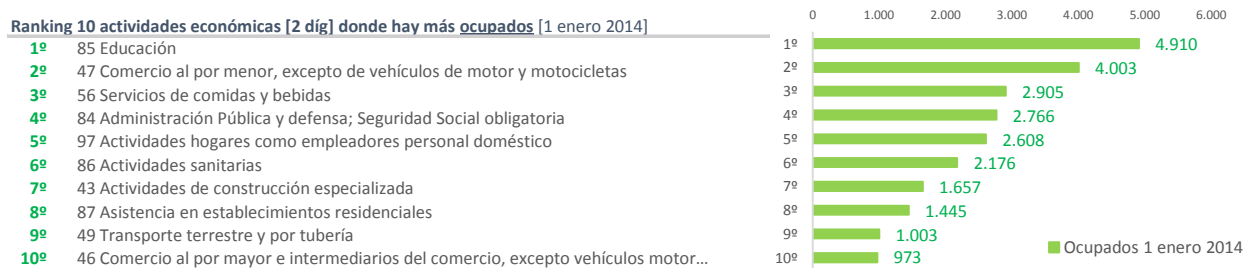 Ranking 10 actividades económicas [2 díg] donde hay más ocupados [1 enero 2014]
1º 85 Educación
2º 47 Comercio al por menor, excepto de vehículos de motor y motocicletas
3º 56 Servicios de comidas y bebidas
4º 84 Administración Pública y defensa; Seguridad Social obligatoria
5º 97 Actividades hogares como empleadores personal doméstico
6º 86 Actividades sanitarias
7º 43 Actividades de construcción especializada
8º 87 Asistencia en establecimientos residenciales
9º 49 Transporte terrestre y por tubería
10º 46 Comercio al por mayor e intermediarios del comercio, excepto vehículos motor...
0 1.000 2.000 3.000 4.000 5.000 6.000
1º 4.910
2º 4.003
3º 2.905
4º 2.766
5º 2.608
6º 2.176
7º 1.657
8º 1.445
9º 1.003
10º 973
Ocupados 1 enero 2014